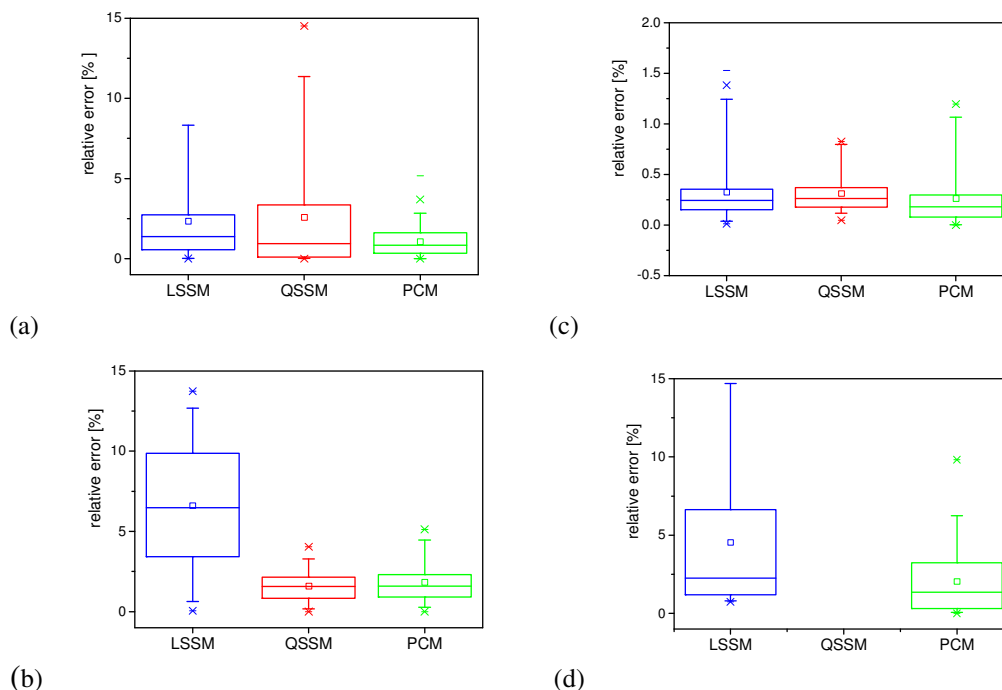 15
10
5
0
relative error [% ]
LSSM QSSM PCM
(a)
2.0
1.5
1.0
0.5
0.0
-0.5
relative error [%]
LSSM QSSM PCM
(c)
15
10
5
0
relative error [%]
LSSM QSSM PCM
(b)
15
10
5
0
relative error [%]
LSSM QSSM PCM
(d)